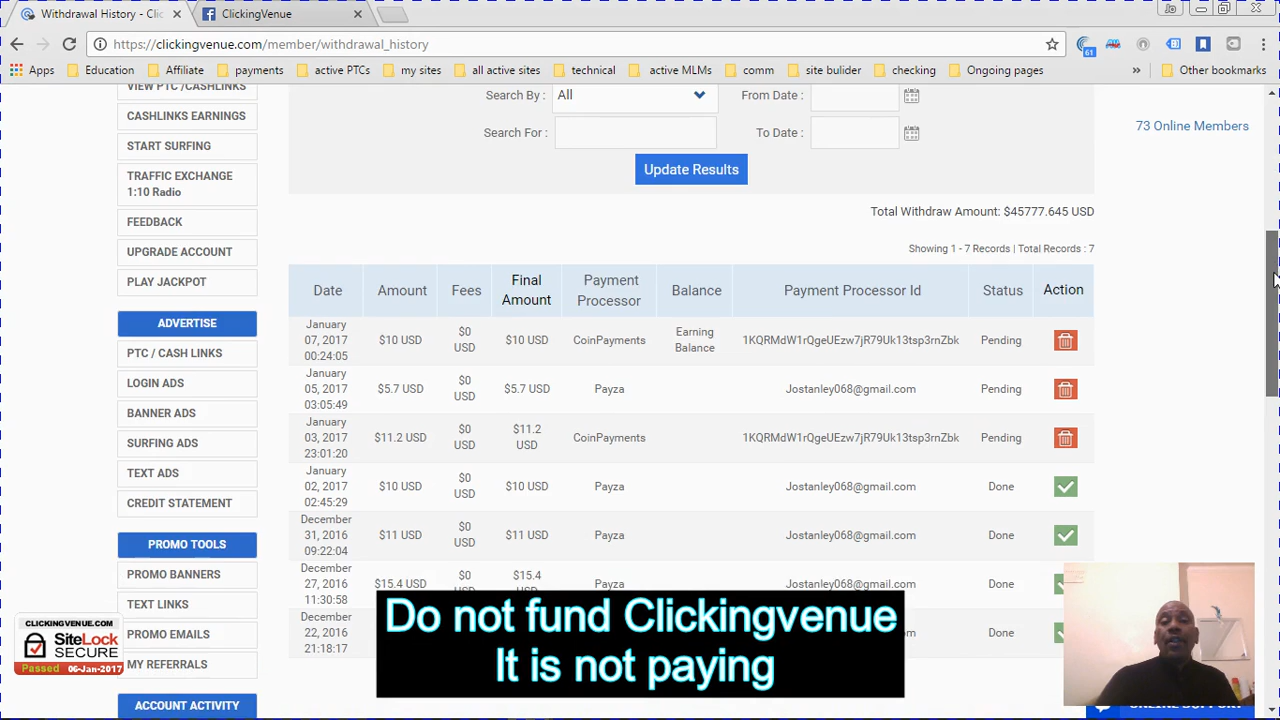 Withdrawal History - Clic
ClickingVenue
https://clickingvenue.com/member/withdrawal_history
61
Apps Education Affiliate payments active PTCs my sites all active sites technical active MLM comm site bulider checking Ongoing pages » Other bookmarks
VIEW PTC /CASHLINKS
CASHLINKS EARNINGS
START SURFING
TRAFFIC EXCHANGE
1:10 Radio
FEEDBACK
UPGRADE ACCOUNT
PLAY JACKPOT
ADVERTISE
PTC / CASH LINKS
LOGIN ADS
BANNER ADS
SURFING ADS
TEXT ADS
CREDIT STATEMENT
PROMO TOOLS
PROMO BANNERS
TEXT LINKS
PROMO EMAILS
MY REFERRALS
ACCOUNT ACTIVITY
CLICKINGVENUE.COM
SiteLock
SECURE
Passed 06-Jan-2017
Search By : All From Date :
Search For : To Date :
Update Results
73 Online Members
Total Withdraw Amount: $45777.645 USD
Showing 1 - 7 Records | Total Records : 7
Date Amount Fees Final Amount Payment Processor Balance Payment Processor Id Status Action
January 07, 2017 00:24:05 $10 USD $0 USD $10 USD CoinPayments Earning Balance 1KQRMdW1rQgeUEzw7jR79Uk13tsp3rnZbk Pending
January 05, 2017 03:05:49 $5.7 USD $0 USD $5.7 USD Payza Jostanley068@gmail.com Pending
January 03, 2017 23:01:20 $11.2 USD $0 USD $11.2 USD CoinPayments 1KQRMdW1rQgeUEzw7jR79Uk13tsp3rnZbk Pending
January 02, 2017 02:45:29 $10 USD $0 USD $10 USD Payza Jostanley068@gmail.com Done
December 31, 2016 09:22:04 $11 USD $0 USD $11 USD Payza Jostanley068@gmail.com Done
December 27, 2016 11:30:58 $15.4 USD $0 $15.4 Payza Jostanley068@gmail.com Done
December 22, 2016 21:18:17
Do not fund Clickingvenue
It is not paying
ONLINE SUPPORT